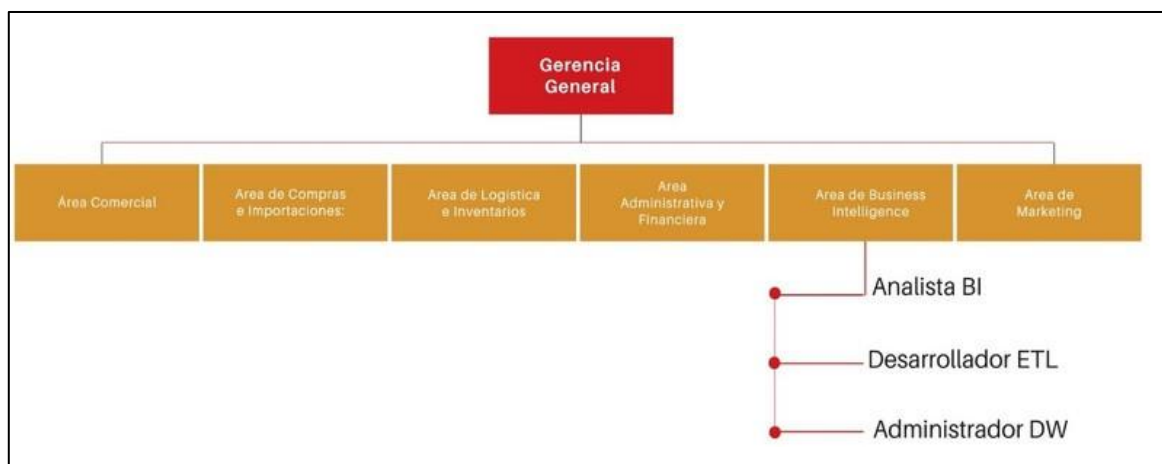 Gerencia
General
Área Comercial
Area de Compras
e Importaciones:
Area de Logistica
e Inventarios
Area
Administrativa y
Financiera
Area de Business
Intelligence
Area de
Marketing
Analista BI
Desarrollador ETL
Administrador DW